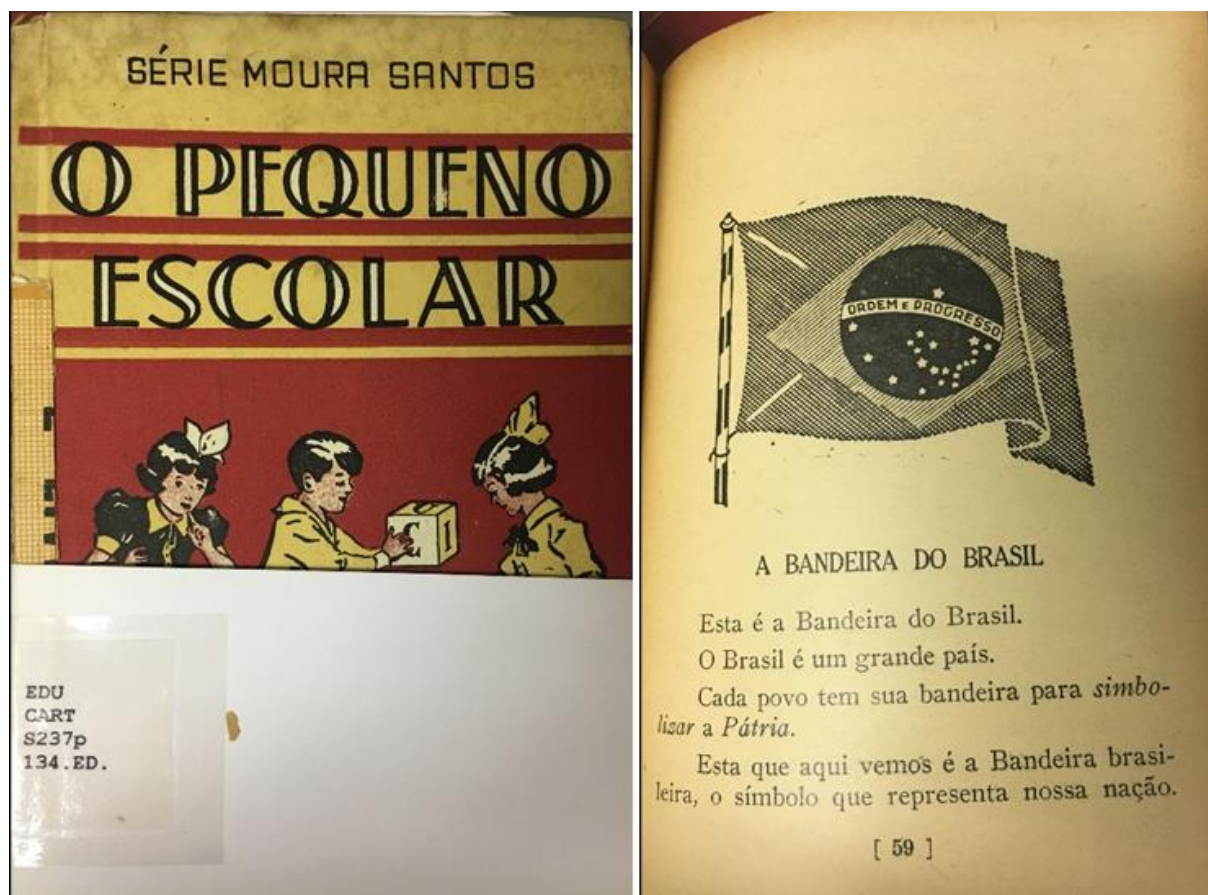 SÉRIE MOURA SANTOS
O PEQUENO
ESCOLAR
C
I
EDU
CART
S237p
134.ED.
ORDEM E PROGRESSO
A BANDEIRA DO BRASIL
Esta é a Bandeira do Brasil.
O Brasil é um grande país.
Cada povo tem sua bandeira para simbo-
lizar a Pátria.
Esta que aqui vemos é a Bandeira brasi-
leira, o símbolo que representa nossa nação.
[ 59 ]